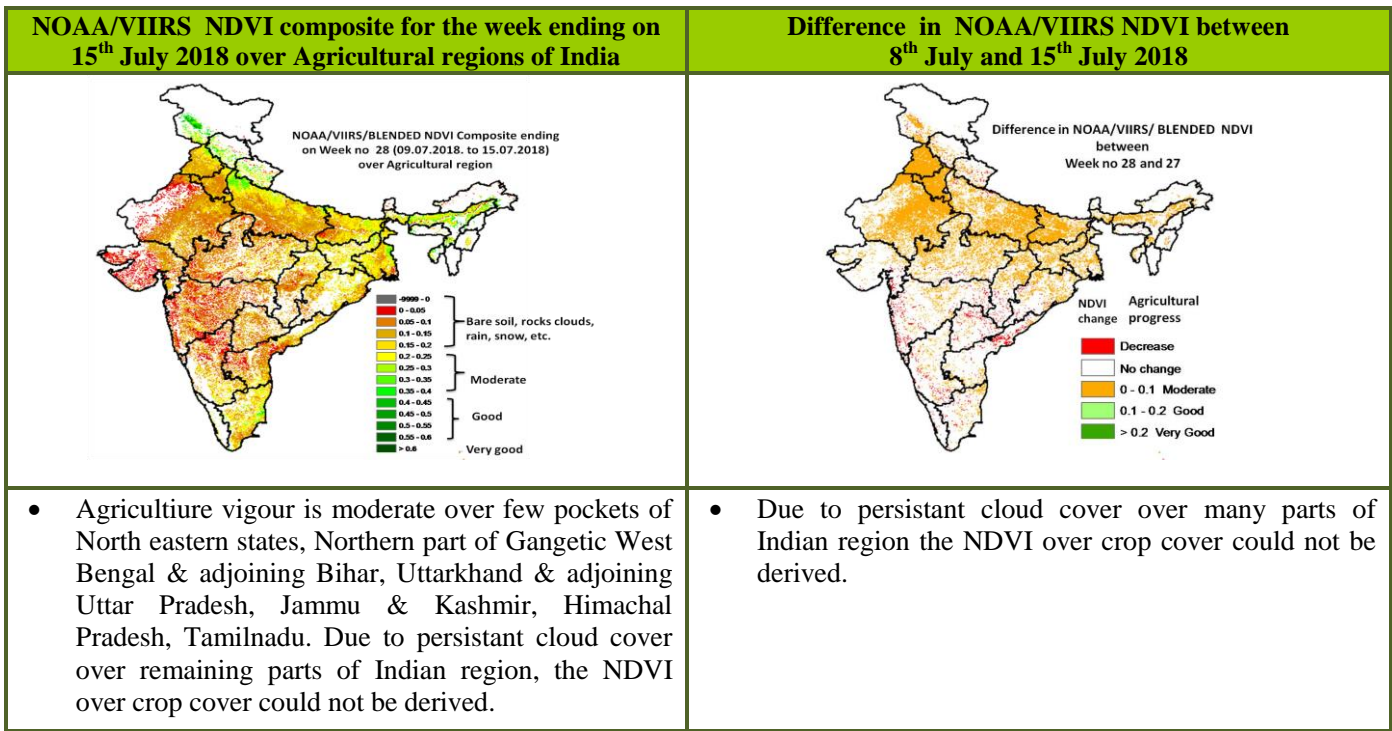 NOAA/VIIRS NDVI composite for the week ending on
15th July 2018 over Agricultural regions of India
Difference in NOAA/VIIRS NDVI between
8th July and 15th July 2018
NOAA/VIIRS/BLENDED NDVI Composite ending
on Week no 28 (09.07.2018. to 15.07.2018)
over Agricultural region
-9999 - 0
0 - 0.05
0.05 - 0.1
0.1 - 0.15
0.15 - 0.2
0.2 - 0.25
0.25 - 0.3
0.3 - 0.35
0.35 - 0.4
0.4 - 0.45
0.45 - 0.5
0.5 - 0.55
0.55 - 0.6
> 0.6
Bare soil, rocks clouds,
rain, snow, etc.
Moderate
Good
Very good
Difference in NOAA/VIIRS/ BLENDED NDVI
between
Week no 28 and 27
NDVI change
Agricultural progress
Decrease
No change
0 - 0.1 Moderate
0.1 - 0.2 Good
> 0.2 Very Good
• Agricultiure vigour is moderate over few pockets of
North eastern states, Northern part of Gangetic West
Bengal & adjoining Bihar, Uttarkhand & adjoining
Uttar Pradesh, Jammu & Kashmir, Himachal
Pradesh, Tamilnadu. Due to persistant cloud cover
over remaining parts of Indian region, the NDVI
over crop cover could not be derived.
• Due to persistant cloud cover over many parts of
Indian region the NDVI over crop cover could not be
derived.